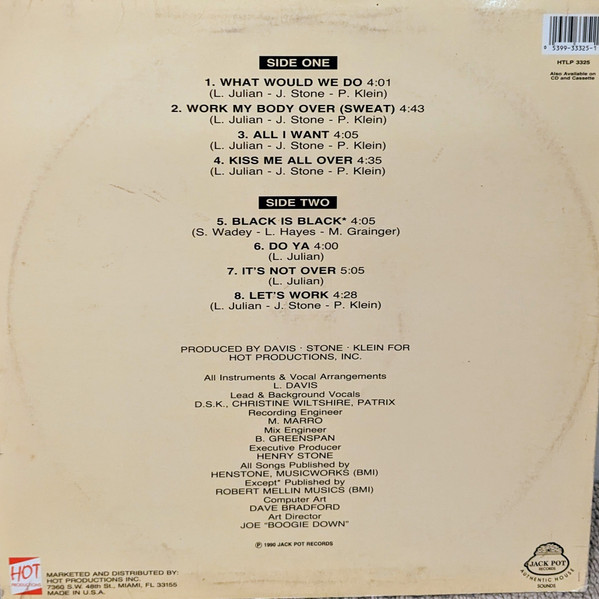 0 5399-33325-1
HTLP 3325
Also Available on
CD and Cassette
SIDE ONE
1. WHAT WOULD WE DO 4:01
(L. Julian - J. Stone - P. Klein)
2. WORK MY BODY OVER (SWEAT) 4:43
(L. Julian - J. Stone - P. Klein)
3. ALL I WANT 4:05
(L. Julian - J. Stone - P. Klein)
4. KISS ME ALL OVER 4:35
(L. Julian - J. Stone - P. Klein)
SIDE TWO
5. BLACK IS BLACK* 4:05
(S. Wadey - L. Hayes - M. Grainger)
6. DO YA 4:00
(L. Julian)
7. IT'S NOT OVER 5:05
(L. Julian)
8. LET'S WORK 4:28
(L. Julian - J. Stone - P. Klein)
PRODUCED BY DAVIS · STONE · KLEIN FOR
HOT PRODUCTIONS, INC.
All Instruments & Vocal Arrangements
L. DAVIS
Lead & Background Vocals
D.S.K., CHRISTINE WILTSHIRE, PATRIX
Recording Engineer
M. MARRO
Mix Engineer
B. GREENSPAN
Executive Producer
HENRY STONE
All Songs Published by
HENSTONE, MUSICWORKS (BMI)
Except* Published by
ROBERT MELLIN MUSICS (BMI)
Computer Art
DAVE BRADFORD
Art Director
JOE "BOOGIE DOWN"
℗ 1990 JACK POT RECORDS
HOT
PRODUCTIONS
MARKETED AND DISTRIBUTED BY:
HOT PRODUCTIONS INC.
7360 S.W. 48th St., MIAMI, FL 33155
MADE IN U.S.A.
JACK POT
RECORDS
AUTHENTIC HOUSE
SOUNDS